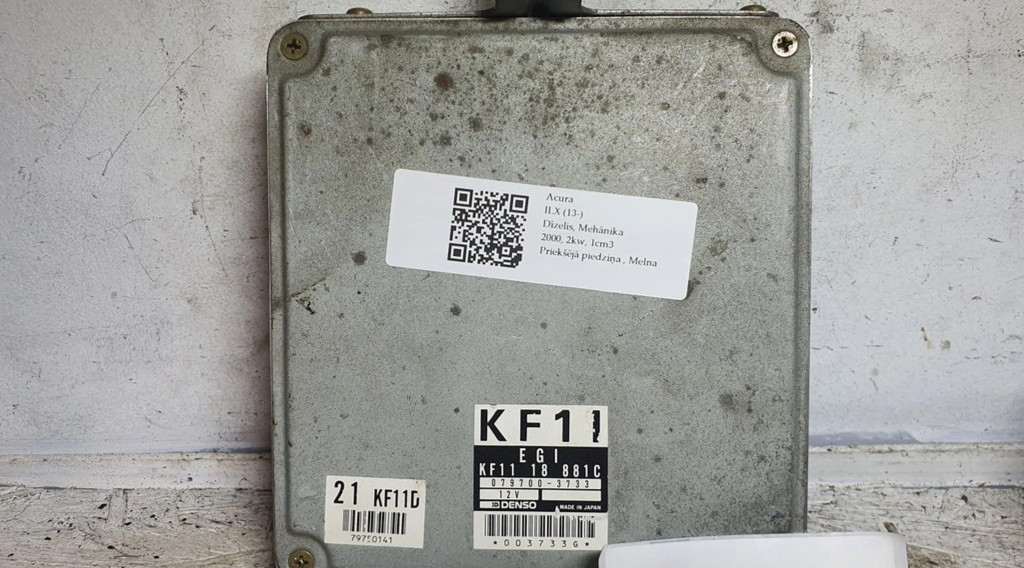 Acura
ILX (13-)
Dīzelis, Mehānika
2000, 2kw, 1cm3
Priekšējā piedziņa , Melna
KF11
EGI
KF11 18 881C
079700-3733
12V
DENSO MADE IN JAPAN
*003733G*
21 KF11D
79750141